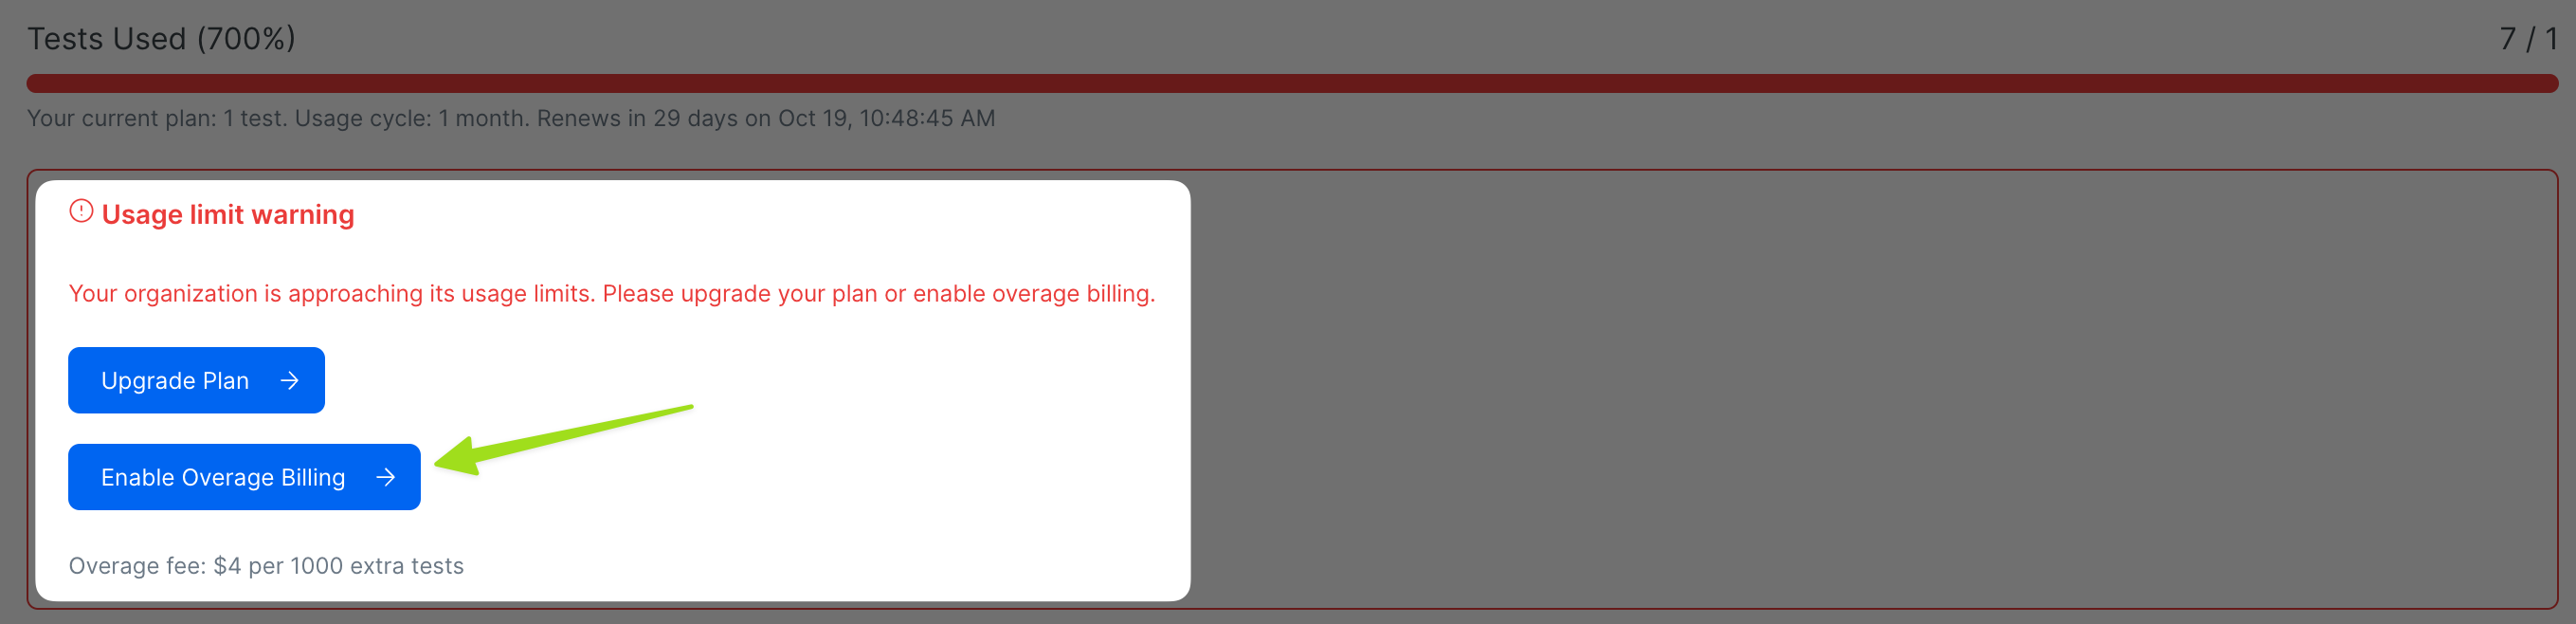 Tests Used (700%)
7 / 1
Your current plan: 1 test. Usage cycle: 1 month. Renews in 29 days on Oct 19, 10:48:45 AM
Usage limit warning
Your organization is approaching its usage limits. Please upgrade your plan or enable overage billing.
Upgrade Plan →
Enable Overage Billing →
Overage fee: $4 per 1000 extra tests